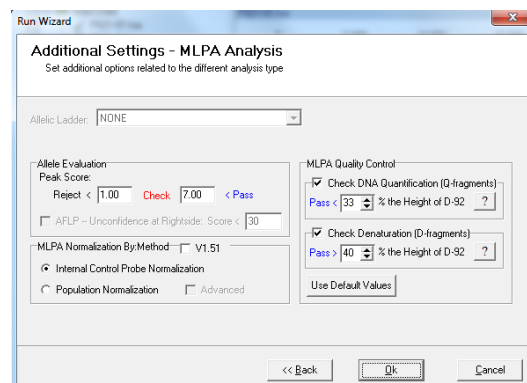 Run Wizard
Additional Settings - MLPA Analysis
Set additional options related to the different analysis type
Allelic Ladder: NONE
Allele Evaluation
Peak Score:
Reject < 1.00 Check 7.00 < Pass
AFLP -- Unconfidence at Rightside: Score < 30
MLPA Normalization By:Method V1.51
Internal Control Probe Normalization
Population Normalization Advanced
MLPA Quality Control
Check DNA Quantification (Q-fragments)
Pass < 33 % the Height of D-92 ?
Check Denaturation (D-fragments)
Pass > 40 % the Height of D-92 ?
Use Default Values
<< Back Ok Cancel